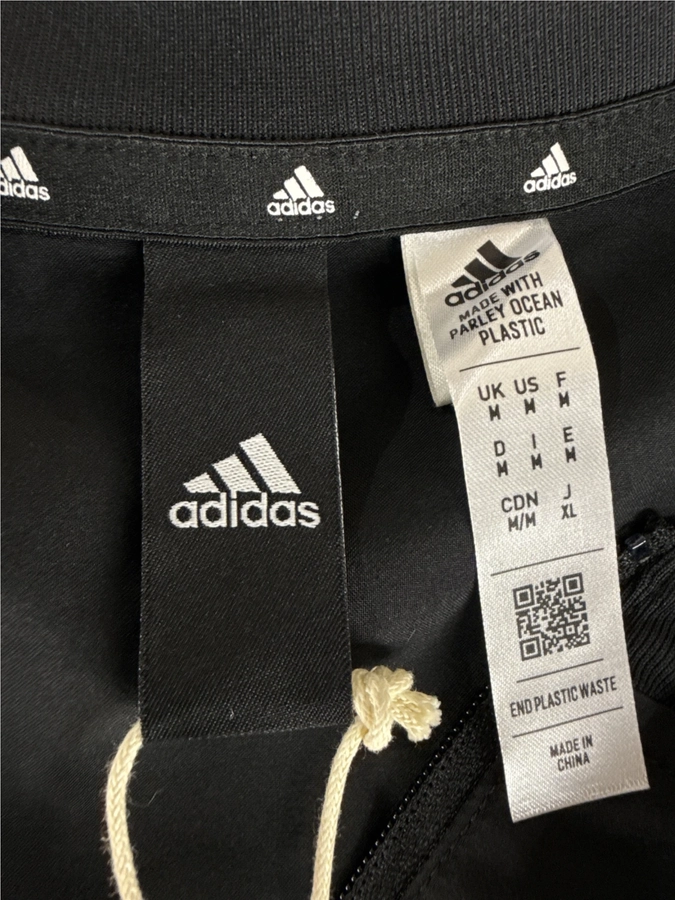 adidas
adidas
adidas
adidas
adidas
MADE WITH
PARLEY OCEAN
PLASTIC
UK US F
M M M
D I E
M M M
CDN J
M/M XL
END PLASTIC WASTE
MADE IN
CHINA